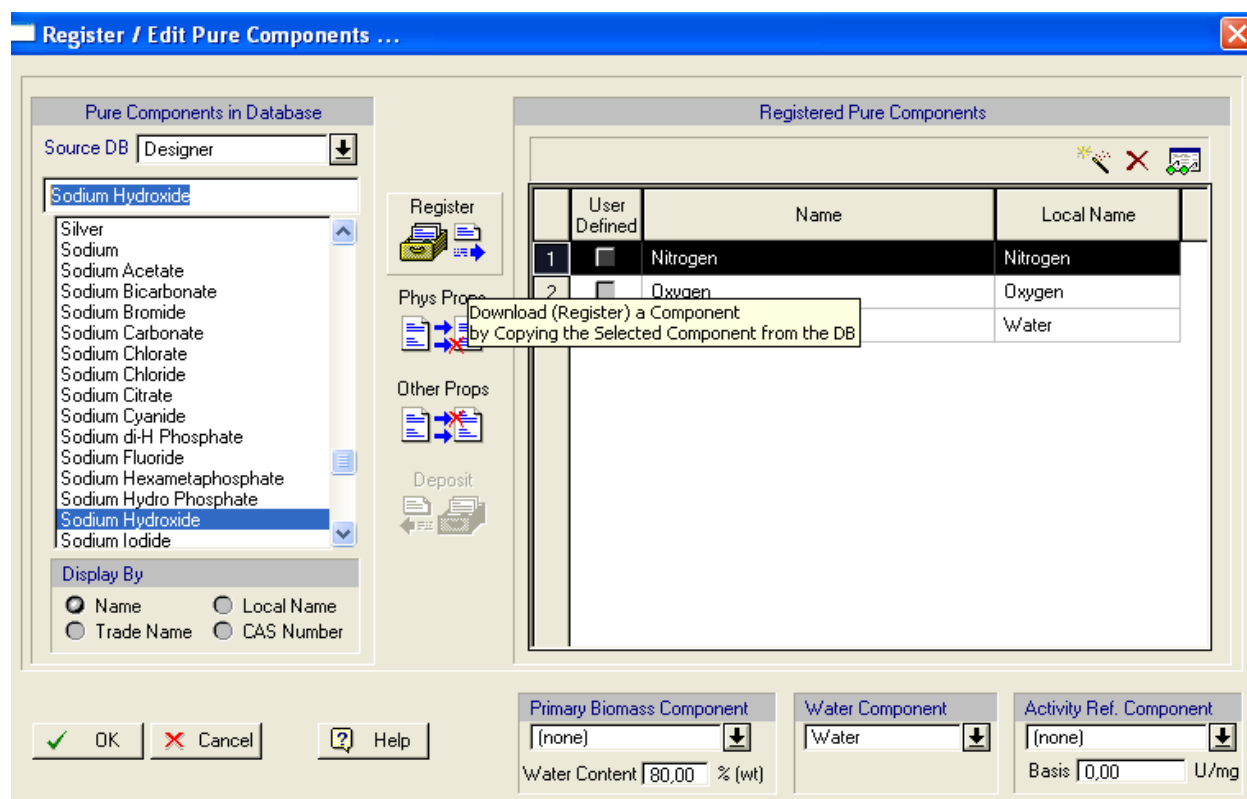 Register / Edit Pure Components ...
Pure Components in Database
Source DB Designer
Sodium Hydroxide
Silver
Sodium
Sodium Acetate
Sodium Bicarbonate
Sodium Bromide
Sodium Carbonate
Sodium Chlorate
Sodium Chloride
Sodium Citrate
Sodium Cyanide
Sodium di-H Phosphate
Sodium Fluoride
Sodium Hexametaphosphate
Sodium Hydro Phosphate
Sodium Hydroxide
Sodium Iodide
Display By
Name Local Name
Trade Name CAS Number
Register
Phys Props
Other Props
Deposit
Registered Pure Components
User Defined Name Local Name
1 Nitrogen Nitrogen
2 Oxygen Oxygen
Water
Download (Register) a Component
by Copying the Selected Component from the DB
OK Cancel Help
Primary Biomass Component
(none)
Water Content 80,00 % (wt)
Water Component
Water
Activity Ref. Component
(none)
Basis 0,00 U/mg